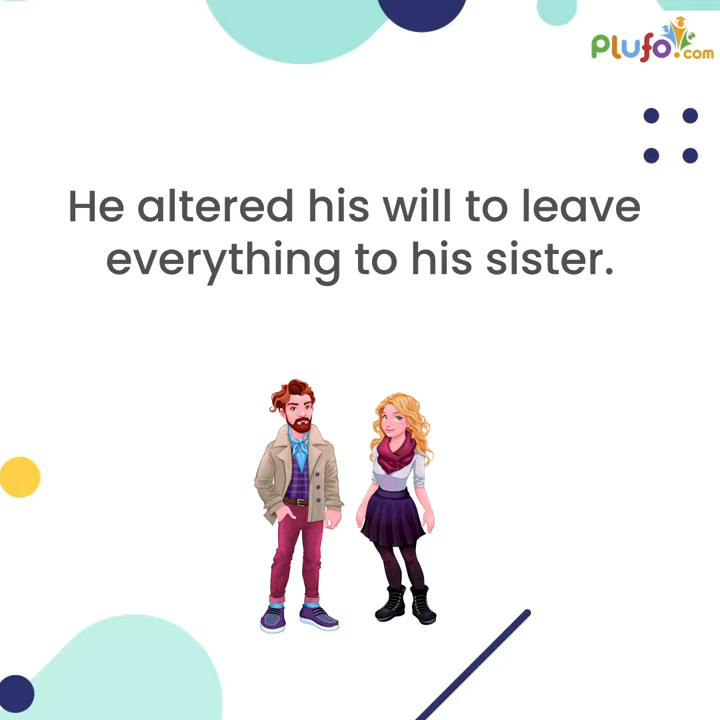 Plufo.com
He altered his will to leave
everything to his sister.